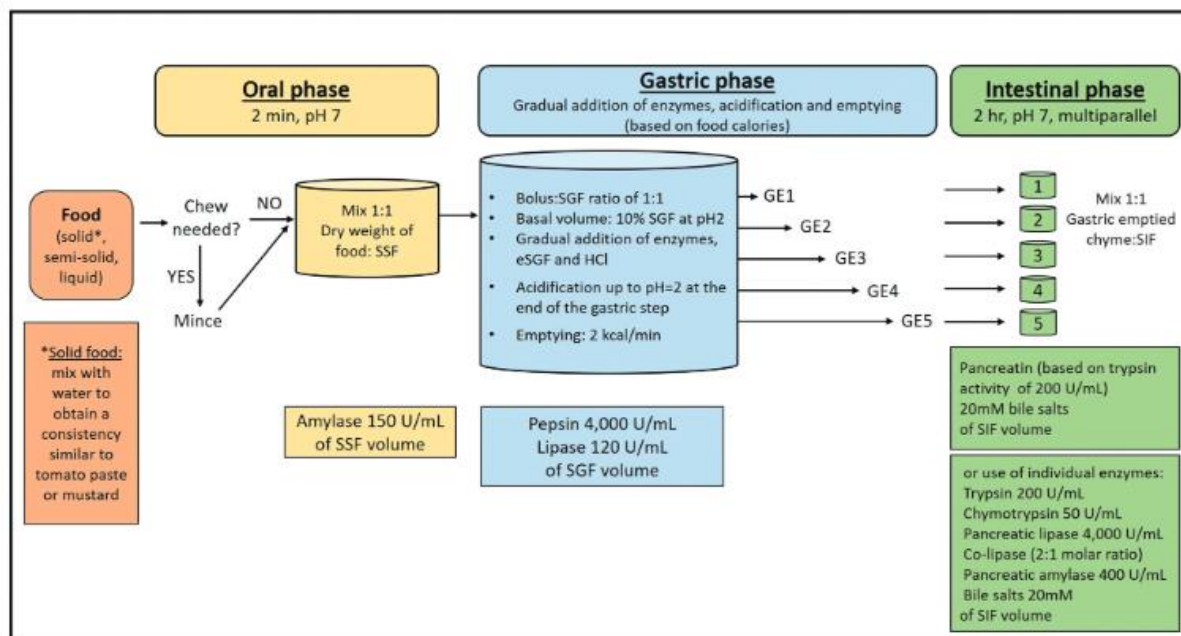 Oral phase
2 min, pH 7
Gastric phase
Gradual addition of enzymes, acidification and emptying
(based on food calories)
Intestinal phase
2 hr, pH 7, multiparallel
Food
(solid*,
semi-solid,
liquid)
Chew
needed?
NO
YES
Mince
Mix 1:1
Dry weight of
food: SSF
• Bolus:SGF ratio of 1:1
• Basal volume: 10% SGF at pH2
• Gradual addition of enzymes,
eSGF and HCl
• Acidification up to pH=2 at the
end of the gastric step
• Emptying: 2 kcal/min
GE1
GE2
GE3
GE4
GE5
1
2
3
4
5
Mix 1:1
Gastric emptied
chyme:SIF
*Solid food:
mix with
water to
obtain a
consistency
similar to
tomato paste
or mustard
Amylase 150 U/mL
of SSF volume
Pepsin 4,000 U/mL
Lipase 120 U/mL
of SGF volume
Pancreatin (based on trypsin
activity of 200 U/mL)
20mM bile salts
of SIF volume
or use of individual enzymes:
Trypsin 200 U/mL
Chymotrypsin 50 U/mL
Pancreatic lipase 4,000 U/mL
Co-lipase (2:1 molar ratio)
Pancreatic amylase 400 U/mL
Bile salts 20mM
of SIF volume